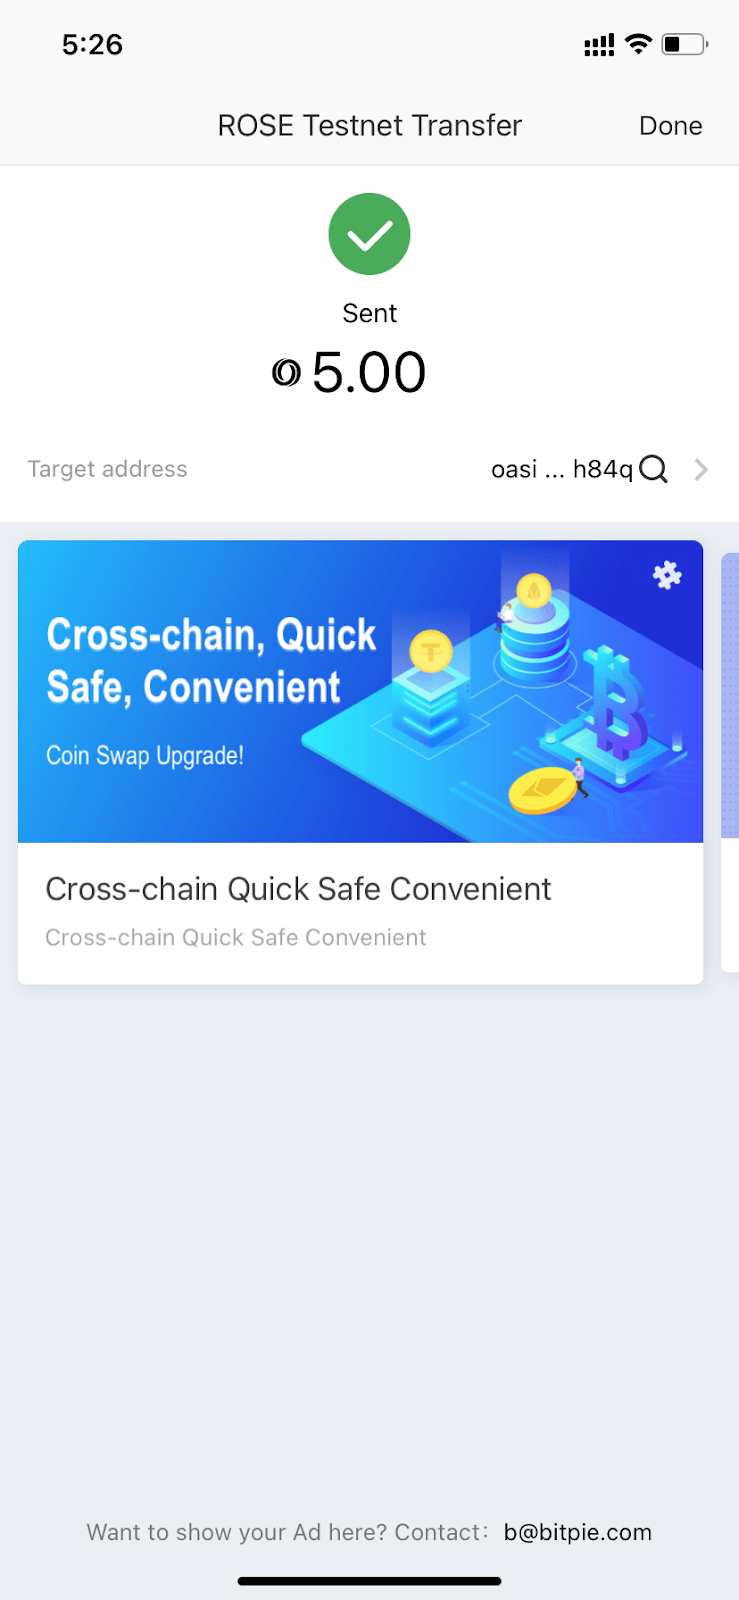 5:26
ROSE Testnet Transfer
Done
Sent
5.00
Target address
oasi ... h84q
Cross-chain, Quick
Safe, Convenient
Coin Swap Upgrade!
Cross-chain Quick Safe Convenient
Cross-chain Quick Safe Convenient
Want to show your Ad here? Contact: b@bitpie.com